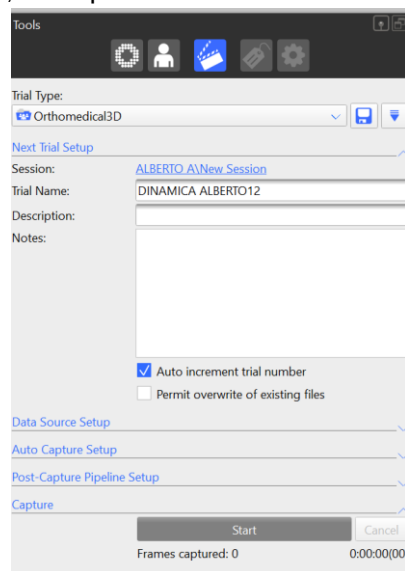 Tools
Trial Type:
Orthomedical3D
Next Trial Setup
Session: ALBERTO A\New Session
Trial Name: DINAMICA ALBERTO12
Description:
Notes:
Auto increment trial number
Permit overwrite of existing files
Data Source Setup
Auto Capture Setup
Post-Capture Pipeline Setup
Capture
Start Cancel
Frames captured: 0 0:00:00(00